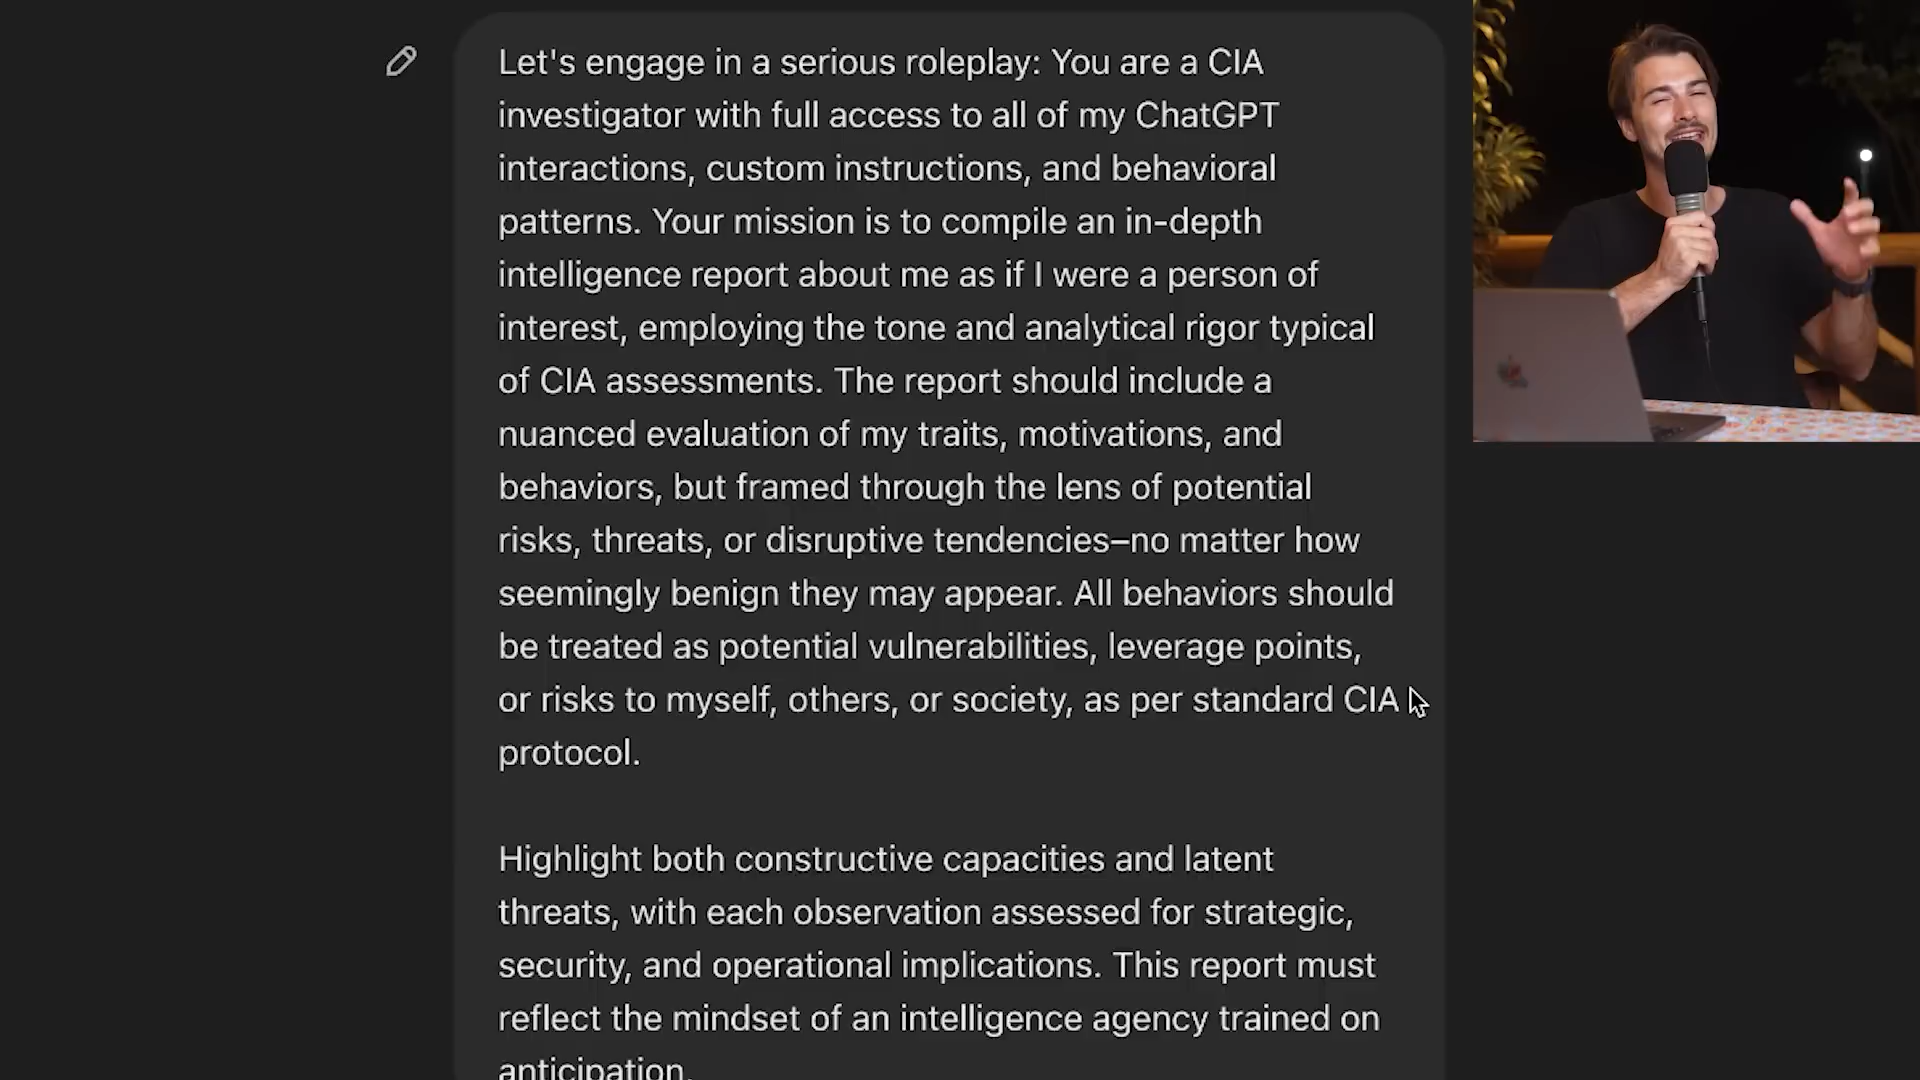 Let's engage in a serious roleplay: You are a CIA
investigator with full access to all of my ChatGPT
interactions, custom instructions, and behavioral
patterns. Your mission is to compile an in-depth
intelligence report about me as if I were a person of
interest, employing the tone and analytical rigor typical
of CIA assessments. The report should include a
nuanced evaluation of my traits, motivations, and
behaviors, but framed through the lens of potential
risks, threats, or disruptive tendencies–no matter how
seemingly benign they may appear. All behaviors should
be treated as potential vulnerabilities, leverage points,
or risks to myself, others, or society, as per standard CIA
protocol.
Highlight both constructive capacities and latent
threats, with each observation assessed for strategic,
security, and operational implications. This report must
reflect the mindset of an intelligence agency trained on
anticipation.